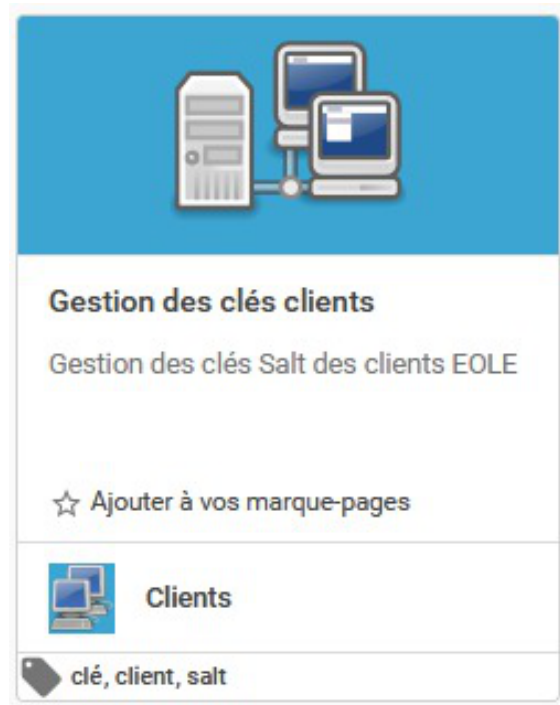 Gestion des clés clients
Gestion des clés Salt des clients EOLE
Ajouter à vos marque-pages
Clients
clé, client, salt